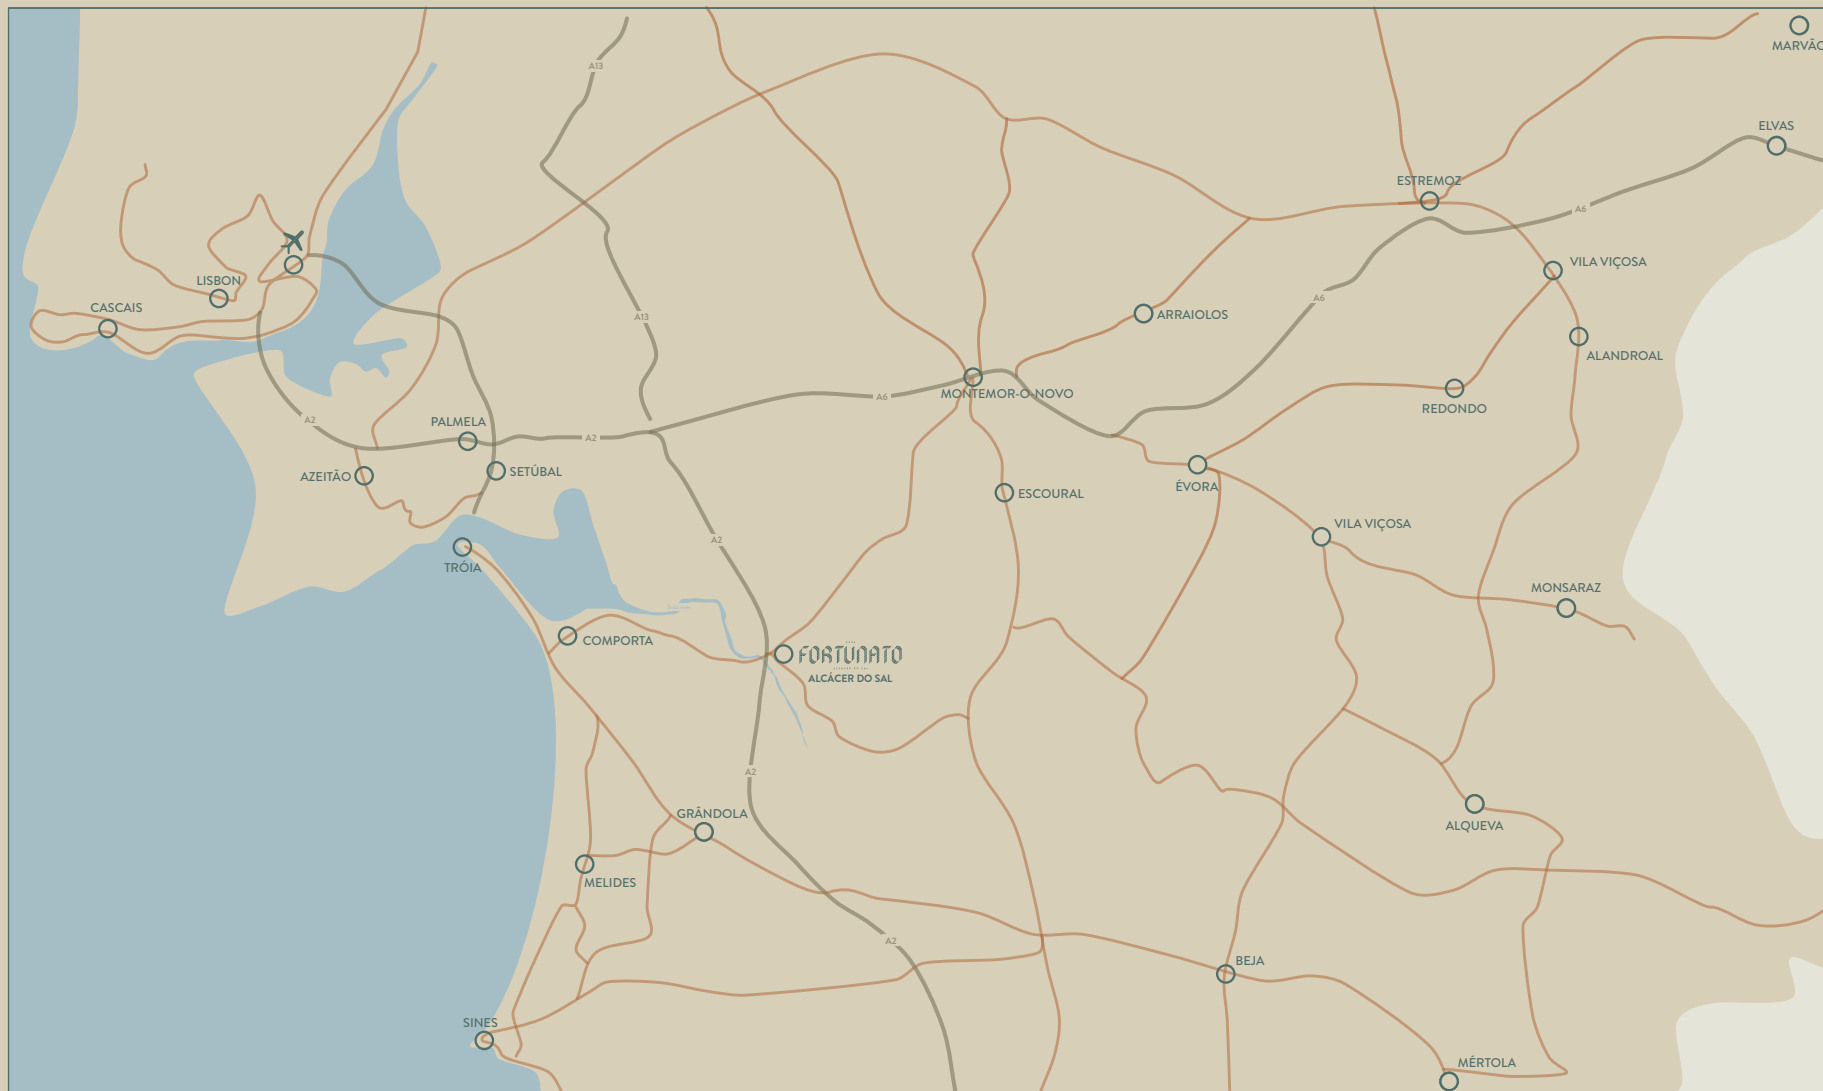 MARVÃO
A13
ELVAS
ESTREMOZ
A6
LISBON
VILA VIÇOSA
CASCAIS
A6
ARRAIOLOS
A13
ALANDROAL
MONTEMOR-O-NOVO
A6
REDONDO
A2
PALMELA
A2
AZEITÃO
SETÚBAL
ÉVORA
ESCOURAL
VILA VIÇOSA
A2
TRÓIA
MONSARAZ
COMPORTA
FORTUNATO
ALCÁCER DO SAL
A2
GRÂNDOLA
ALQUEVA
MELIDES
A2
BEJA
SINES
MÉRTOLA